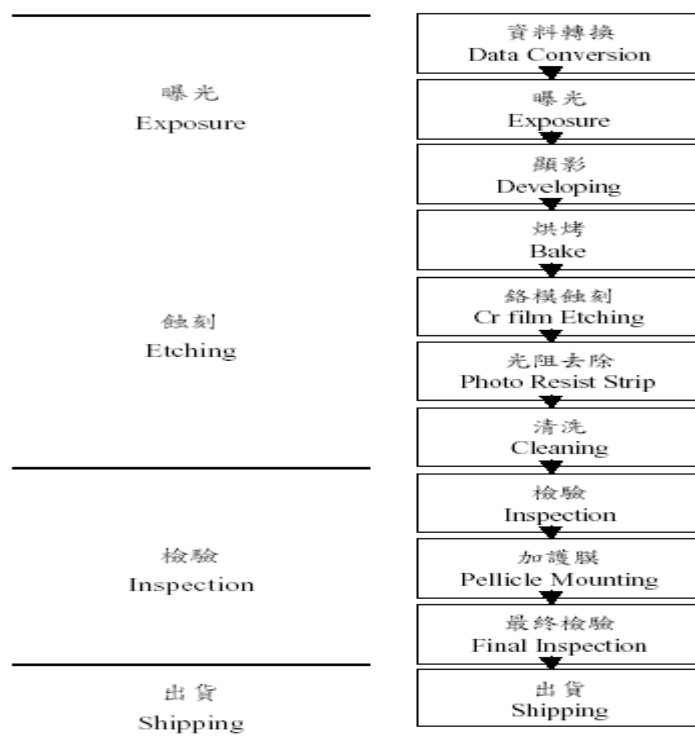 曝光
Exposure
蝕刻
Etching
檢驗
Inspection
出貨
Shipping
資料轉換
Data Conversion
曝光
Exposure
顯影
Developing
烘烤
Bake
鉻模蝕刻
Cr film Etching
光阻去除
Photo Resist Strip
清洗
Cleaning
檢驗
Inspection
加護膜
Pellicle Mounting
最終檢驗
Final Inspection
出貨
Shipping